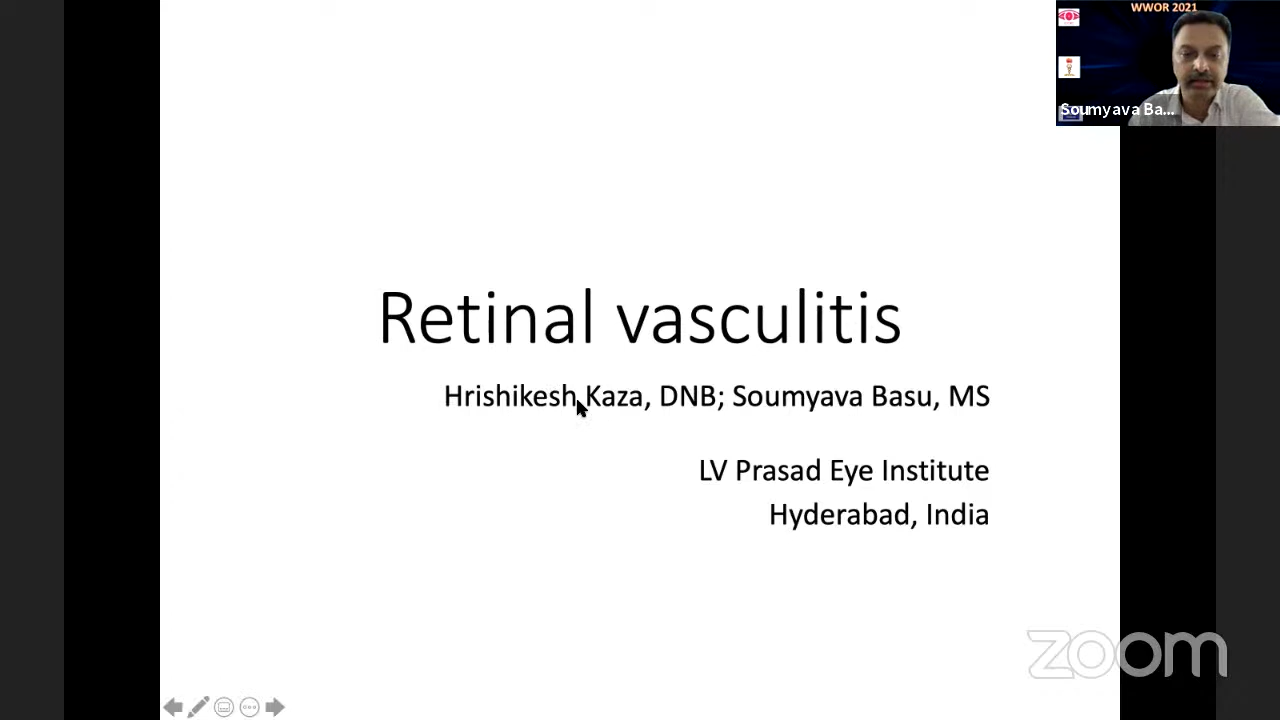 WWOR 2021
Soumyava Ba...
Retinal vasculitis
Hrishikesh Kaza, DNB; Soumyava Basu, MS
LV Prasad Eye Institute
Hyderabad, India
zoom